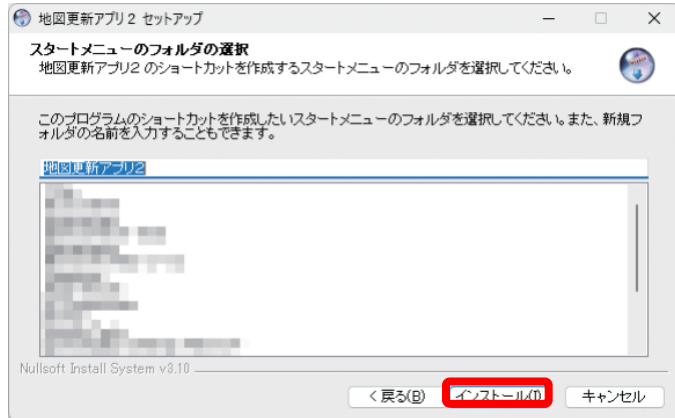 地図更新アプリ2 セットアップ
スタートメニューのフォルダの選択
地図更新アプリ2 のショートカットを作成するスタートメニューのフォルダを選択してください。
このプログラムのショートカットを作成したいスタートメニューのフォルダを選択してください。また、新規フ
ォルダの名前を入力することもできます。
地図更新アプリ2
Nullsoft Install System v3.10
< 戻る(B)
インストール(I)
キャンセル